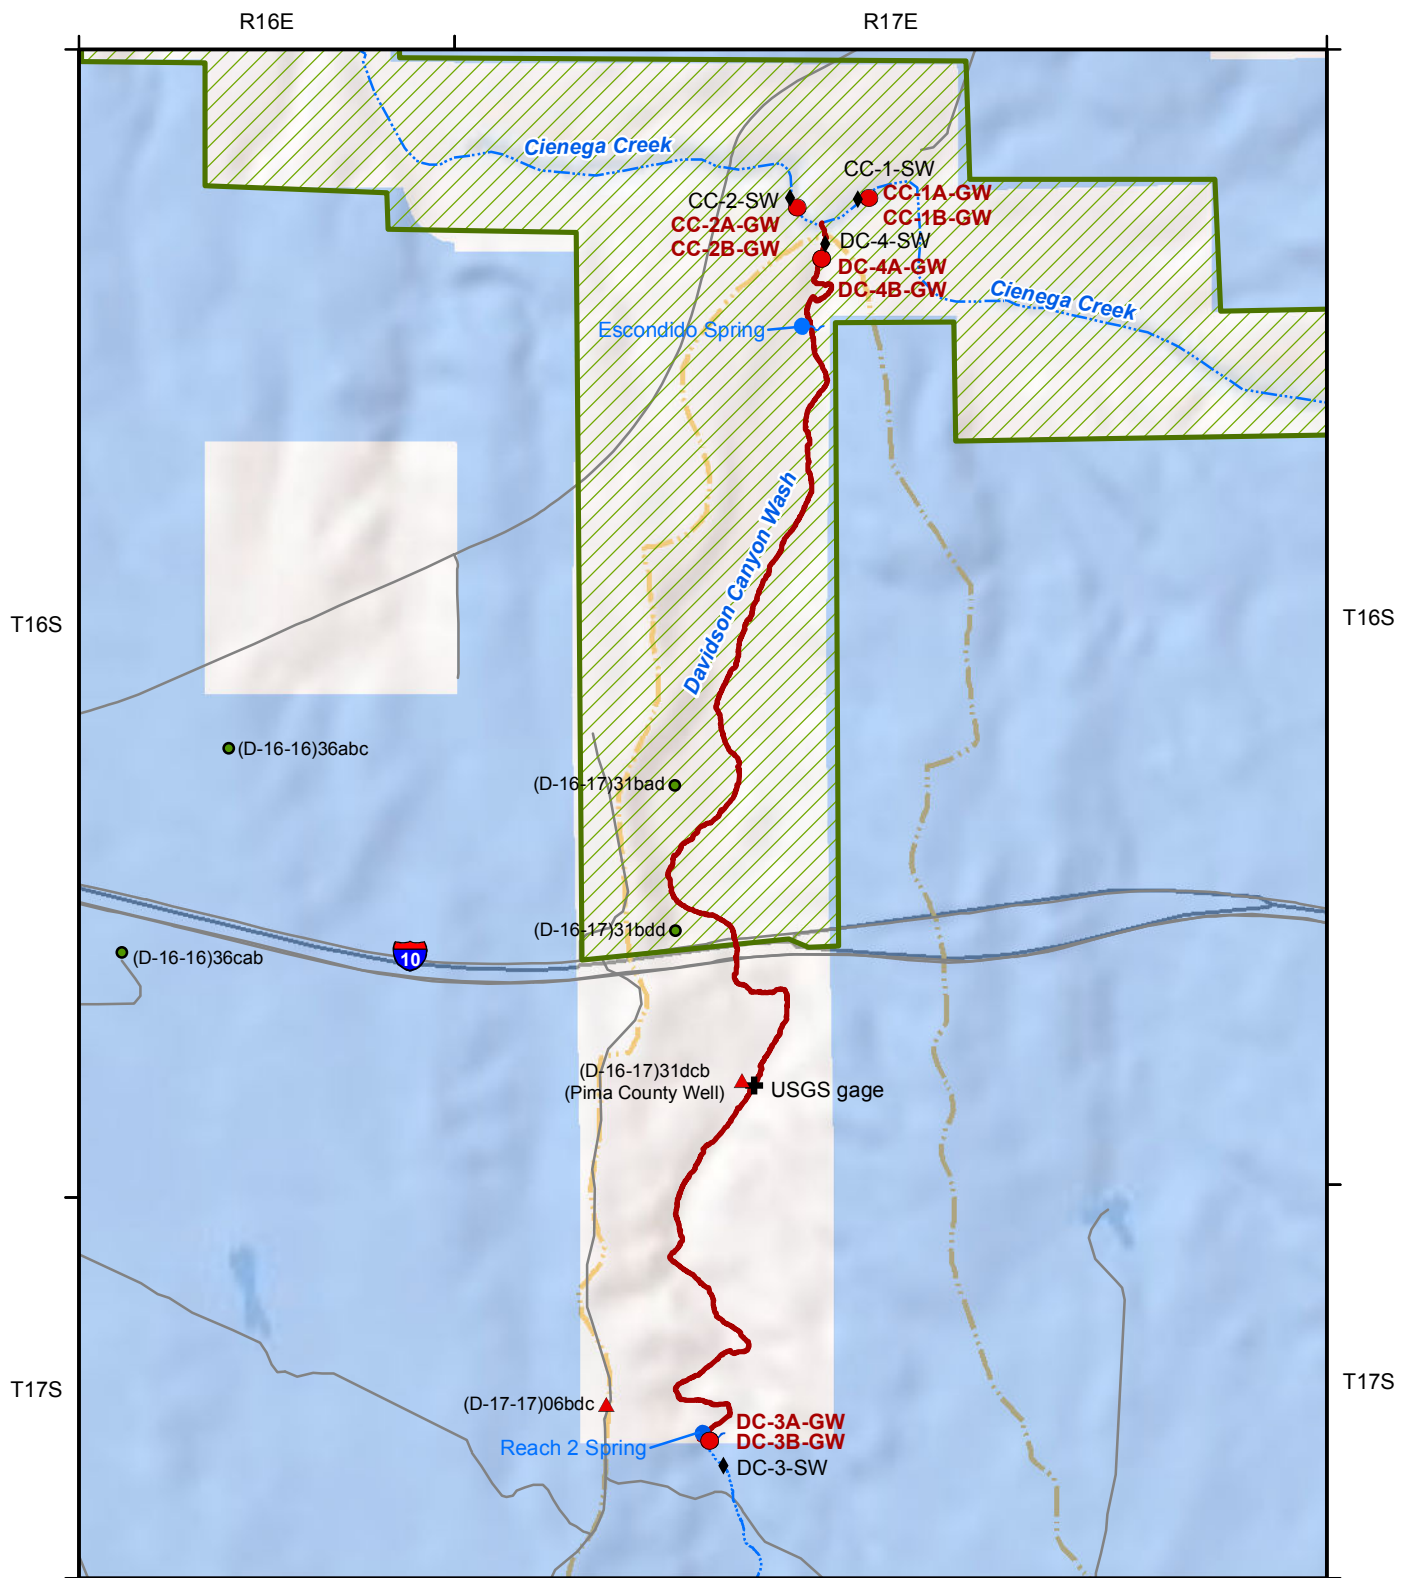 R16E
R17E
Cienega Creek
CC-1-SW
CC-1A-GW
CC-1B-GW
CC-2-SW
CC-2A-GW
CC-2B-GW
DC-4-SW
DC-4A-GW
DC-4B-GW
Cienega Creek
Escondido Spring
Davidson Canyon Wash
T16S
T16S
(D-16-16)36abc
(D-16-17)31bad
(D-16-17)31bdd
(D-16-16)36cab
10
(D-16-17)31dcb
(Pima County Well)
USGS gage
T17S
T17S
(D-17-17)06bdc
DC-3A-GW
DC-3B-GW
Reach 2 Spring
DC-3-SW